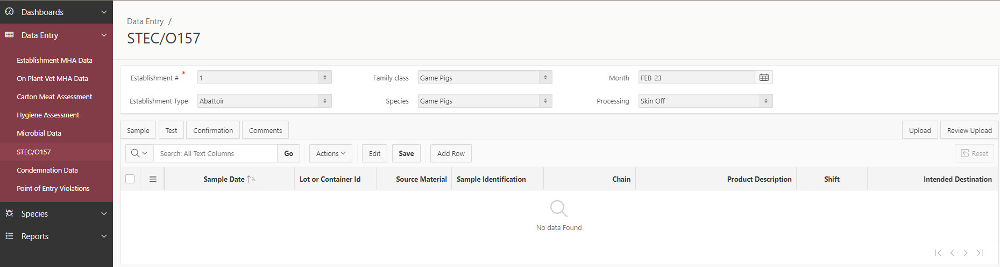 Dashboards
Data Entry
Establishment MHA Data
On Plant Vet MHA Data
Carton Meat Assessment
Hygiene Assessment
Microbial Data
STEC/O157
Condemnation Data
Point of Entry Violations
Species
Reports
Data Entry /
STEC/O157
Establishment # * 1 Family class Game Pigs Month FEB-23
Establishment Type Abattoir Species Game Pigs Processing Skin Off
Sample Test Confirmation Comments Upload Review Upload
Search: All Text Columns Go Actions Edit Save Add Row Reset
Sample Date Lot or Container Id Source Material Sample Identification Chain Product Description Shift Intended Destination
No data Found